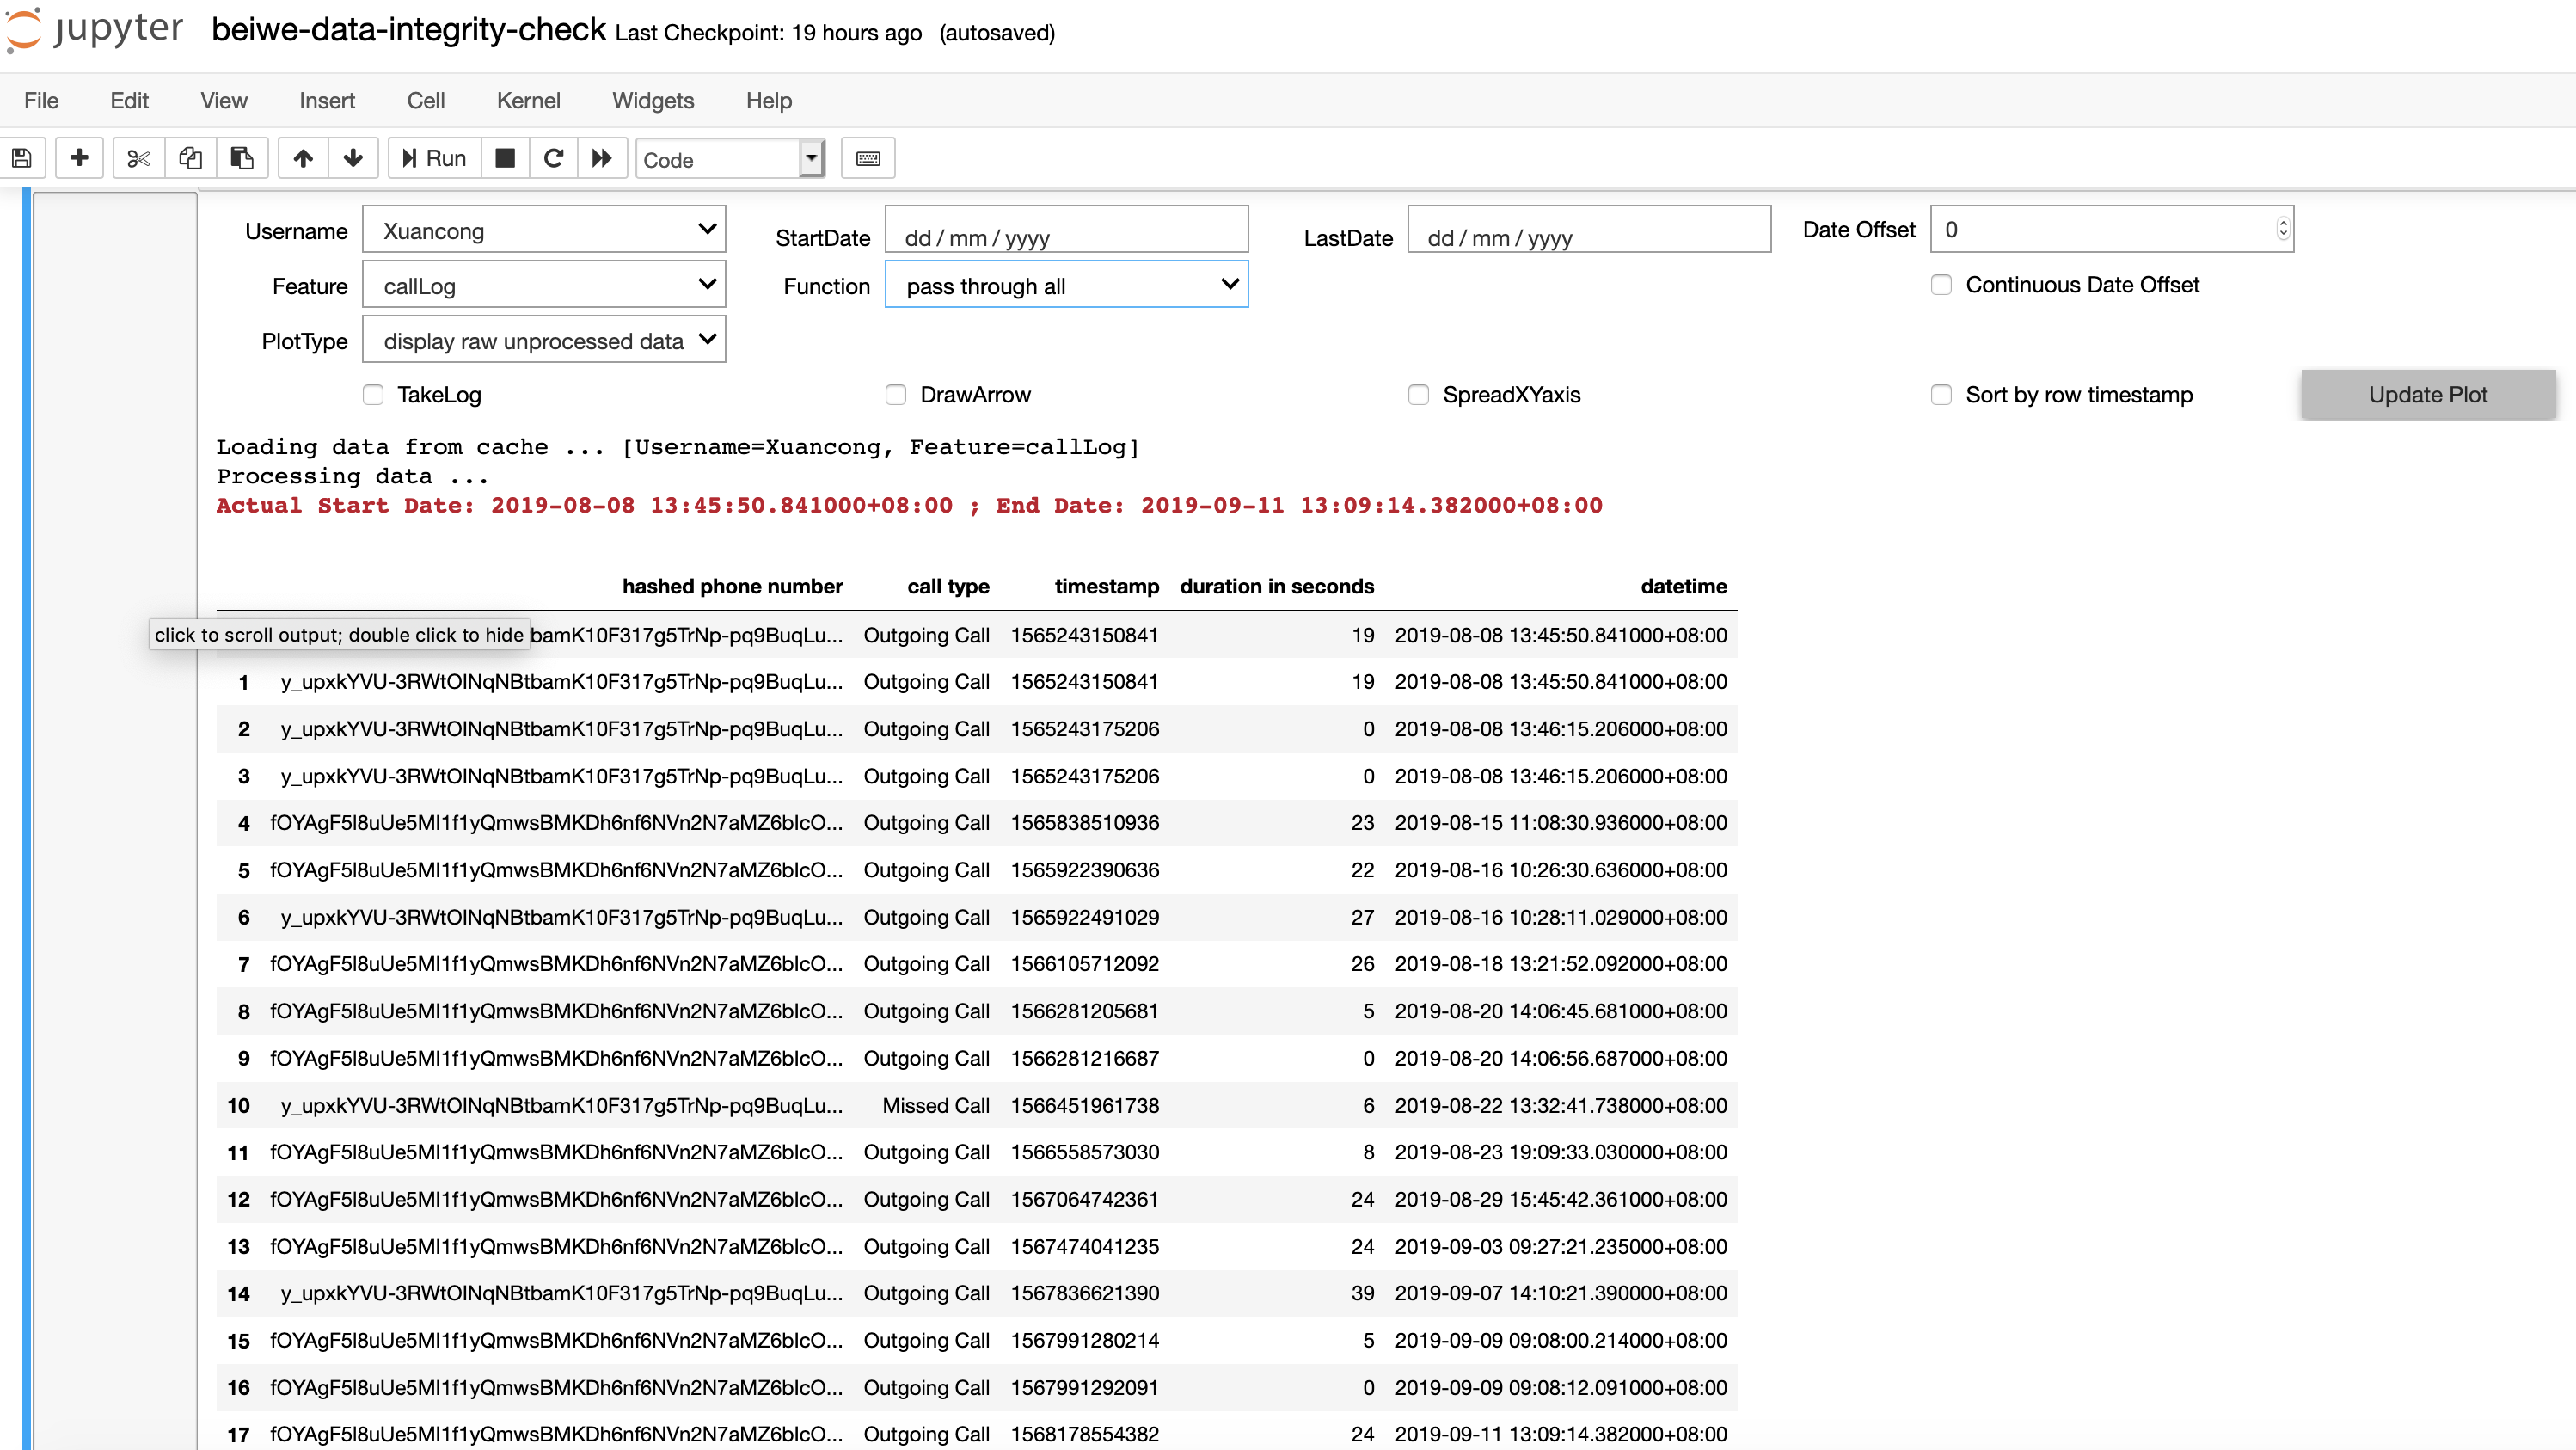 jupyter beiwe-data-integrity-check Last Checkpoint: 19 hours ago (autosaved)
File Edit View Insert Cell Kernel Widgets Help
Run Code
Username Xuancong StartDate dd / mm / yyyy LastDate dd / mm / yyyy Date Offset 0
Feature callLog Function pass through all Continuous Date Offset
PlotType display raw unprocessed data
TakeLog DrawArrow SpreadXYaxis Sort by row timestamp Update Plot
Loading data from cache ... [Username=Xuancong, Feature=callLog]
Processing data ...
Actual Start Date: 2019-08-08 13:45:50.841000+08:00 ; End Date: 2019-09-11 13:09:14.382000+08:00
hashed phone number call type timestamp duration in seconds datetime
click to scroll output; double click to hide bamK10F317g5TrNp-pq9BuqLu... Outgoing Call 1565243150841 19 2019-08-08 13:45:50.841000+08:00
1 y_upxkYVU-3RWtOINqNBtbamK10F317g5TrNp-pq9BuqLu... Outgoing Call 1565243150841 19 2019-08-08 13:45:50.841000+08:00
2 y_upxkYVU-3RWtOINqNBtbamK10F317g5TrNp-pq9BuqLu... Outgoing Call 1565243175206 0 2019-08-08 13:46:15.206000+08:00
3 y_upxkYVU-3RWtOINqNBtbamK10F317g5TrNp-pq9BuqLu... Outgoing Call 1565243175206 0 2019-08-08 13:46:15.206000+08:00
4 fOYAgF5I8uUe5MI1f1yQmwsBMKDh6nf6NVn2N7aMZ6bIcO... Outgoing Call 1565838510936 23 2019-08-15 11:08:30.936000+08:00
5 fOYAgF5I8uUe5MI1f1yQmwsBMKDh6nf6NVn2N7aMZ6bIcO... Outgoing Call 1565922390636 22 2019-08-16 10:26:30.636000+08:00
6 y_upxkYVU-3RWtOINqNBtbamK10F317g5TrNp-pq9BuqLu... Outgoing Call 1565922491029 27 2019-08-16 10:28:11.029000+08:00
7 fOYAgF5I8uUe5MI1f1yQmwsBMKDh6nf6NVn2N7aMZ6bIcO... Outgoing Call 1566105712092 26 2019-08-18 13:21:52.092000+08:00
8 fOYAgF5I8uUe5MI1f1yQmwsBMKDh6nf6NVn2N7aMZ6bIcO... Outgoing Call 1566281205681 5 2019-08-20 14:06:45.681000+08:00
9 fOYAgF5I8uUe5MI1f1yQmwsBMKDh6nf6NVn2N7aMZ6bIcO... Outgoing Call 1566281216687 0 2019-08-20 14:06:56.687000+08:00
10 y_upxkYVU-3RWtOINqNBtbamK10F317g5TrNp-pq9BuqLu... Missed Call 1566451961738 6 2019-08-22 13:32:41.738000+08:00
11 fOYAgF5I8uUe5MI1f1yQmwsBMKDh6nf6NVn2N7aMZ6bIcO... Outgoing Call 1566558573030 8 2019-08-23 19:09:33.030000+08:00
12 fOYAgF5I8uUe5MI1f1yQmwsBMKDh6nf6NVn2N7aMZ6bIcO... Outgoing Call 1567064742361 24 2019-08-29 15:45:42.361000+08:00
13 fOYAgF5I8uUe5MI1f1yQmwsBMKDh6nf6NVn2N7aMZ6bIcO... Outgoing Call 1567474041235 24 2019-09-03 09:27:21.235000+08:00
14 y_upxkYVU-3RWtOINqNBtbamK10F317g5TrNp-pq9BuqLu... Outgoing Call 1567836621390 39 2019-09-07 14:10:21.390000+08:00
15 fOYAgF5I8uUe5MI1f1yQmwsBMKDh6nf6NVn2N7aMZ6bIcO... Outgoing Call 1567991280214 5 2019-09-09 09:08:00.214000+08:00
16 fOYAgF5I8uUe5MI1f1yQmwsBMKDh6nf6NVn2N7aMZ6bIcO... Outgoing Call 1567991292091 0 2019-09-09 09:08:12.091000+08:00
17 fOYAgF5I8uUe5MI1f1yQmwsBMKDh6nf6NVn2N7aMZ6bIcO... Outgoing Call 1568178554382 24 2019-09-11 13:09:14.382000+08:00